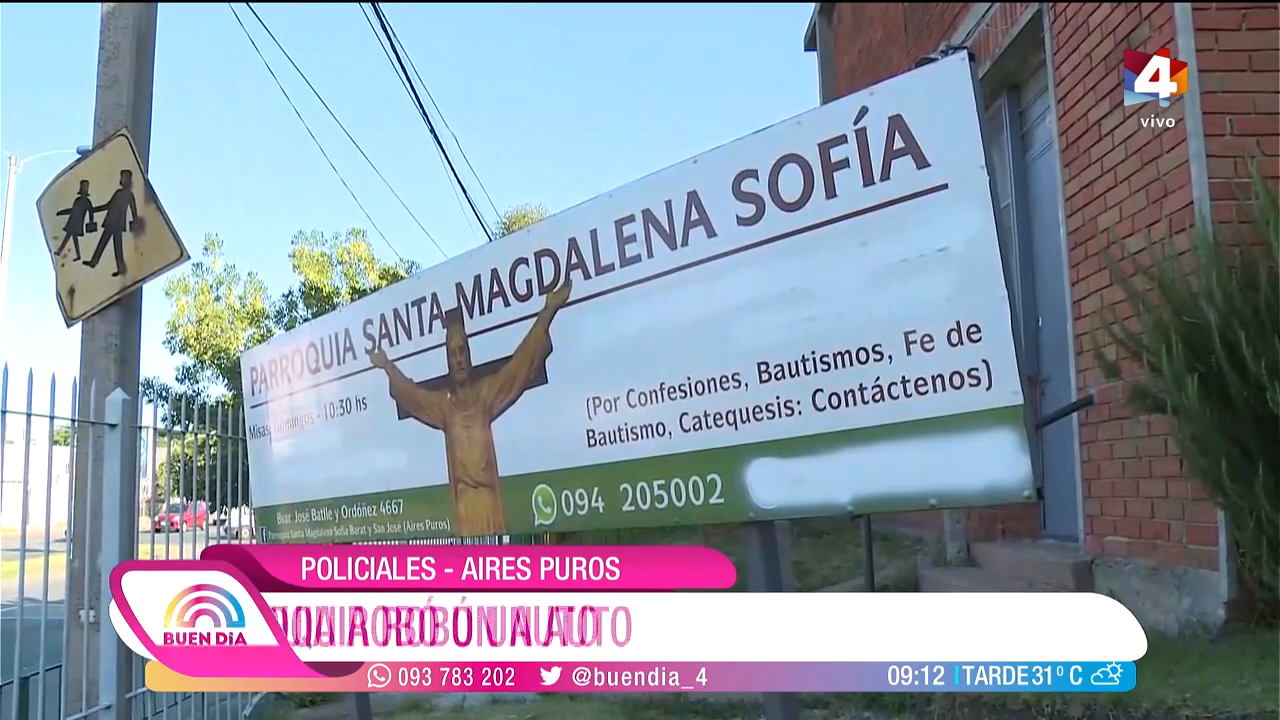 4
vivo
PARROQUIA SANTA MAGDALENA SOFÍA
Misas: Domingos - 10:30 hs
(Por Confesiones, Bautismos, Fe de
Bautismo, Catequesis: Contáctenos)
094 205002
Bvar. José Batlle y Ordóñez 4667
Parroquia Santa Magdalena Sofía Barat y San José (Aires Puros)
POLICIALES - AIRES PUROS
BUEN DÍA
093 783 202
@buendia_4
09:12
TARDE 31º C